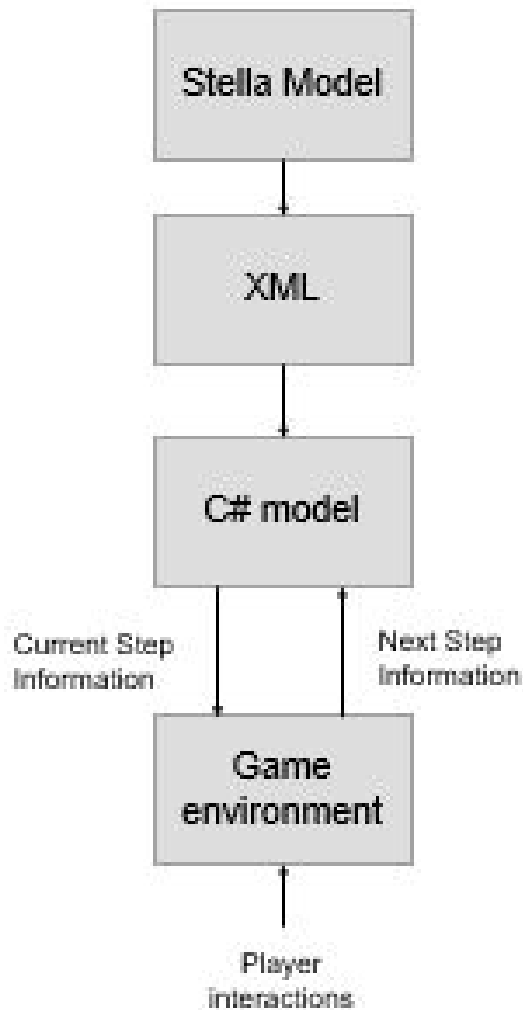 Stella Model
XML
C# model
Current Step
Information
Next Step
Information
Game
environment
Player
interactions